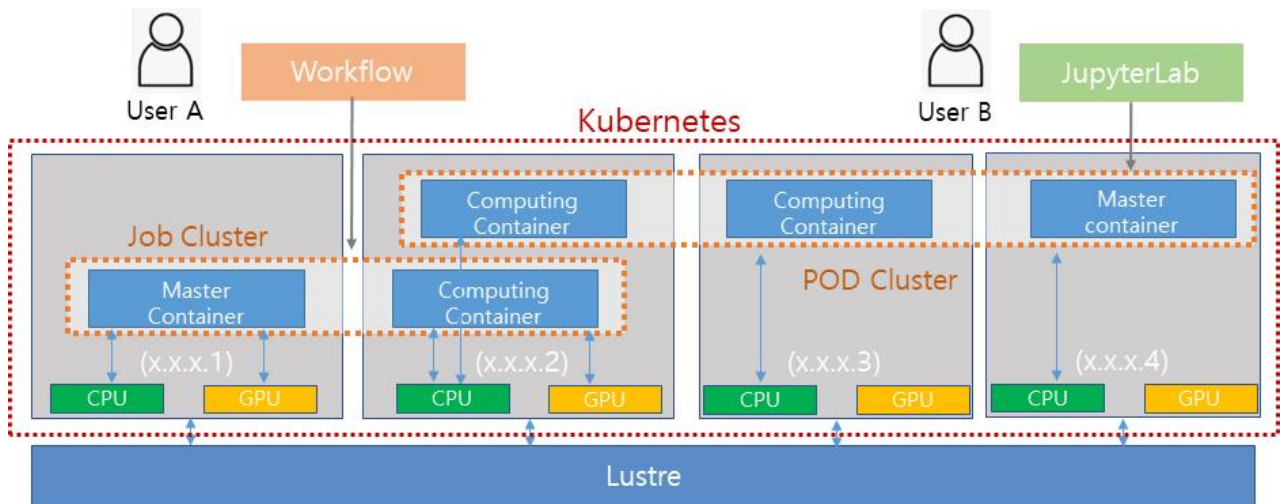 Workflow
JupyterLab
User A
User B
Kubernetes
Computing
Container
Computing
Container
Master
container
Job Cluster
POD Cluster
Master
Container
Computing
Container
(x.x.x.1)
(x.x.x.2)
(x.x.x.3)
(x.x.x.4)
CPU
GPU
CPU
GPU
CPU
GPU
CPU
GPU
Lustre